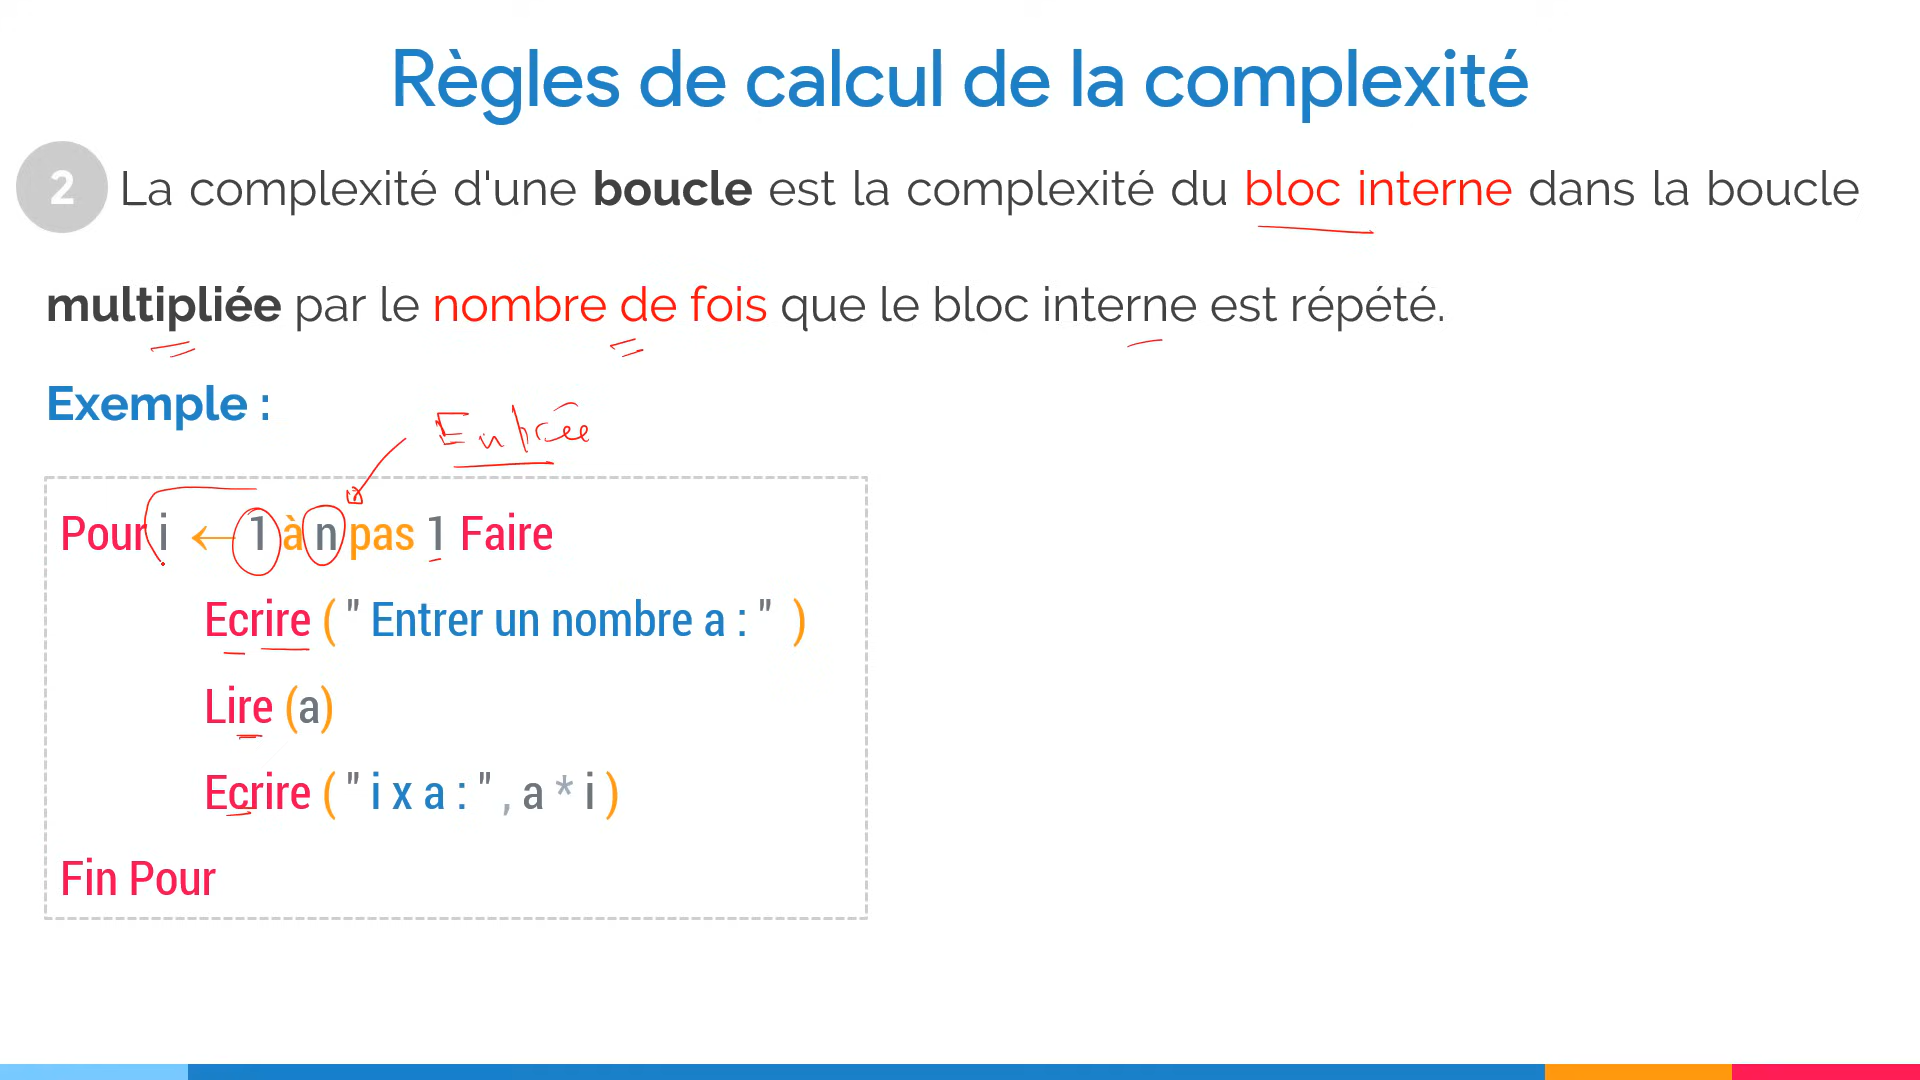 Règles de calcul de la complexité
2 La complexité d'une boucle est la complexité du bloc interne dans la boucle
multipliée par le nombre de fois que le bloc interne est répété.
Exemple :
Entrée
Pour i ← 1 à n pas 1 Faire
Ecrire ( " Entrer un nombre a : " )
Lire (a)
Ecrire ( " i x a : " , a * i )
Fin Pour